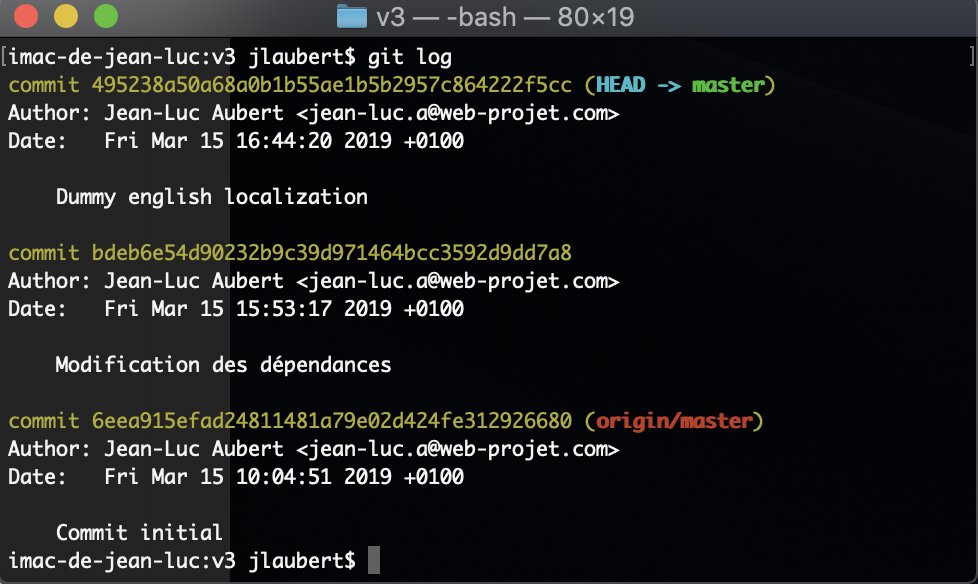 v3 — -bash — 80×19
[imac-de-jean-luc:v3 jlaubert$ git log ]
commit 495238a50a68a0b1b55ae1b5b2957c864222f5cc (HEAD -> master)
Author: Jean-Luc Aubert <jean-luc.a@web-projet.com>
Date:   Fri Mar 15 16:44:20 2019 +0100
    Dummy english localization
commit bdeb6e54d90232b9c39d971464bcc3592d9dd7a8
Author: Jean-Luc Aubert <jean-luc.a@web-projet.com>
Date:   Fri Mar 15 15:53:17 2019 +0100
    Modification des dépendances
commit 6eea915efad24811481a79e02d424fe312926680 (origin/master)
Author: Jean-Luc Aubert <jean-luc.a@web-projet.com>
Date:   Fri Mar 15 10:04:51 2019 +0100
    Commit initial
imac-de-jean-luc:v3 jlaubert$